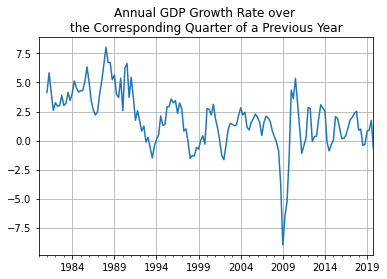 Annual GDP Growth Rate over
the Corresponding Quarter of a Previous Year
7.5
5.0
2.5
0.0
−2.5
−5.0
−7.5
1984 1989 1994 1999 2004 2009 2014 2019